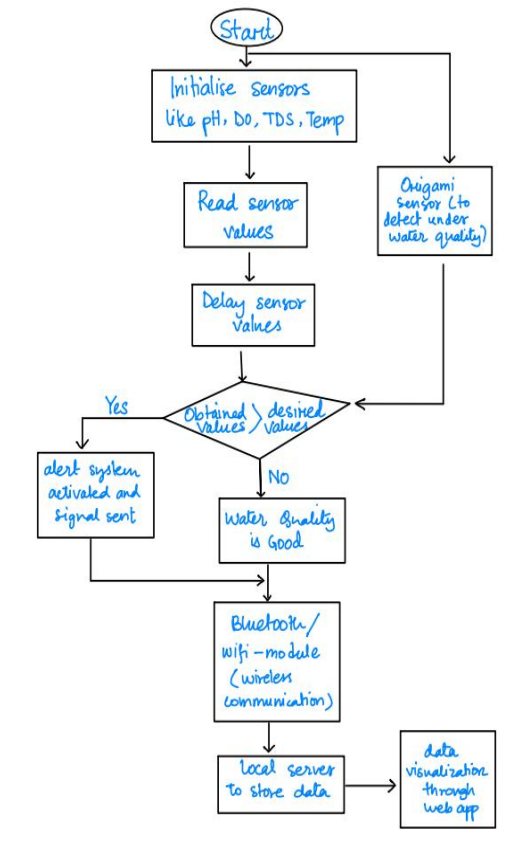 Start
Initialise sensors
like pH, DO, TDS, Temp
Origami
sensor (to
detect under
water quality)
Read sensor
values
Delay sensor
values
Obtained > desired
values values
Yes
No
alert system
activated and
signal sent
Water Quality
is Good
Bluetooth/
wifi-module
(wireless
communication)
local server
to store data
data
visualization
through
web app